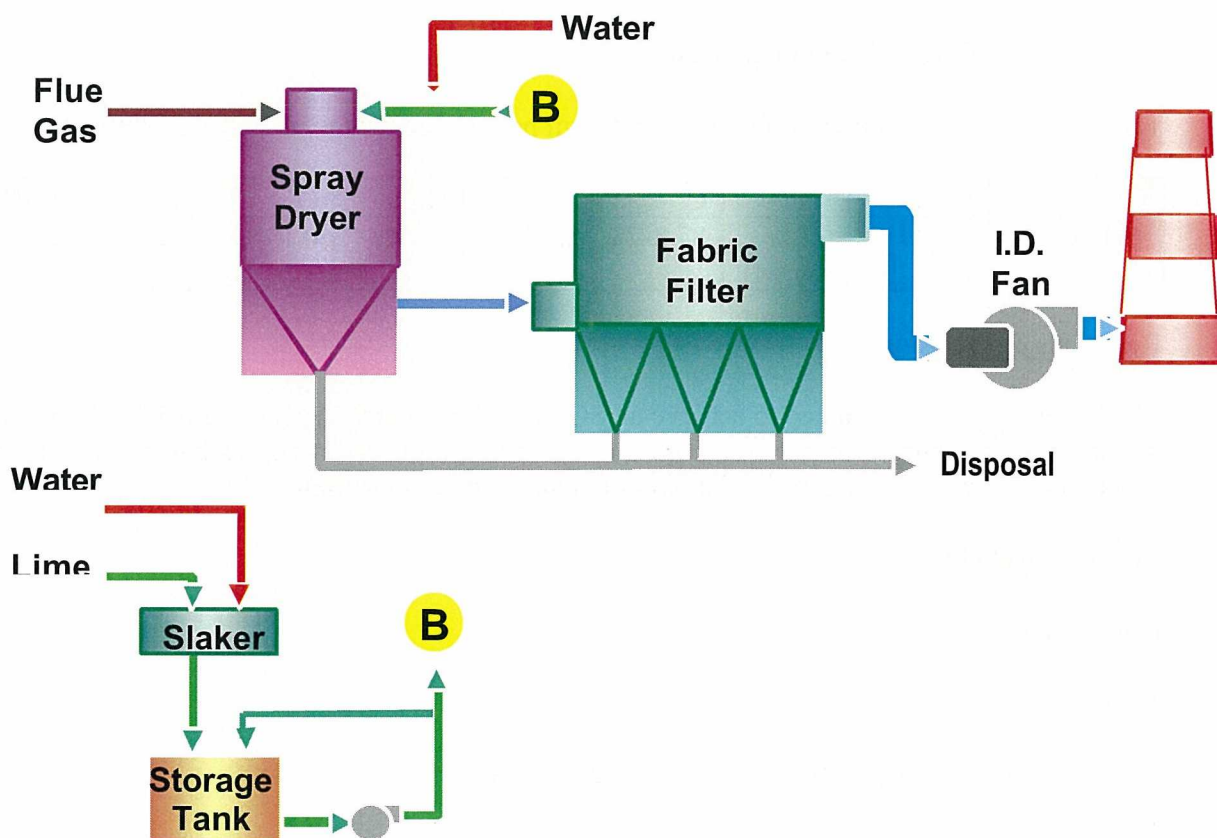 Water
Flue
Gas
B
Spray
Dryer
Fabric
Filter
I.D.
Fan
Disposal
Water
Lime
Slaker
B
Storage
Tank